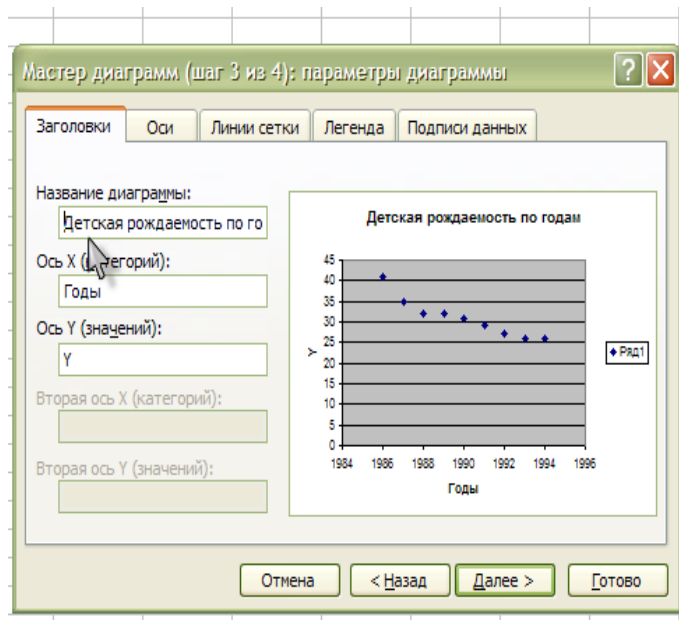 Мастер диаграмм (шаг 3 из 4): параметры диаграммы
Заголовки
Оси
Линии сетки
Легенда
Подписи данных
Название диаграммы:
Детская рождаемость по го
Ось X (категорий):
Годы
Ось Y (значений):
Y
Вторая ось X (категорий):
Вторая ось Y (значений):
Детская рождаемость по годам
45
40
35
30
25
20
15
10
5
0
Y
1984 1986 1988 1990 1992 1994 1996
Годы
Ряд1
Отмена
< Назад
Далее >
Готово